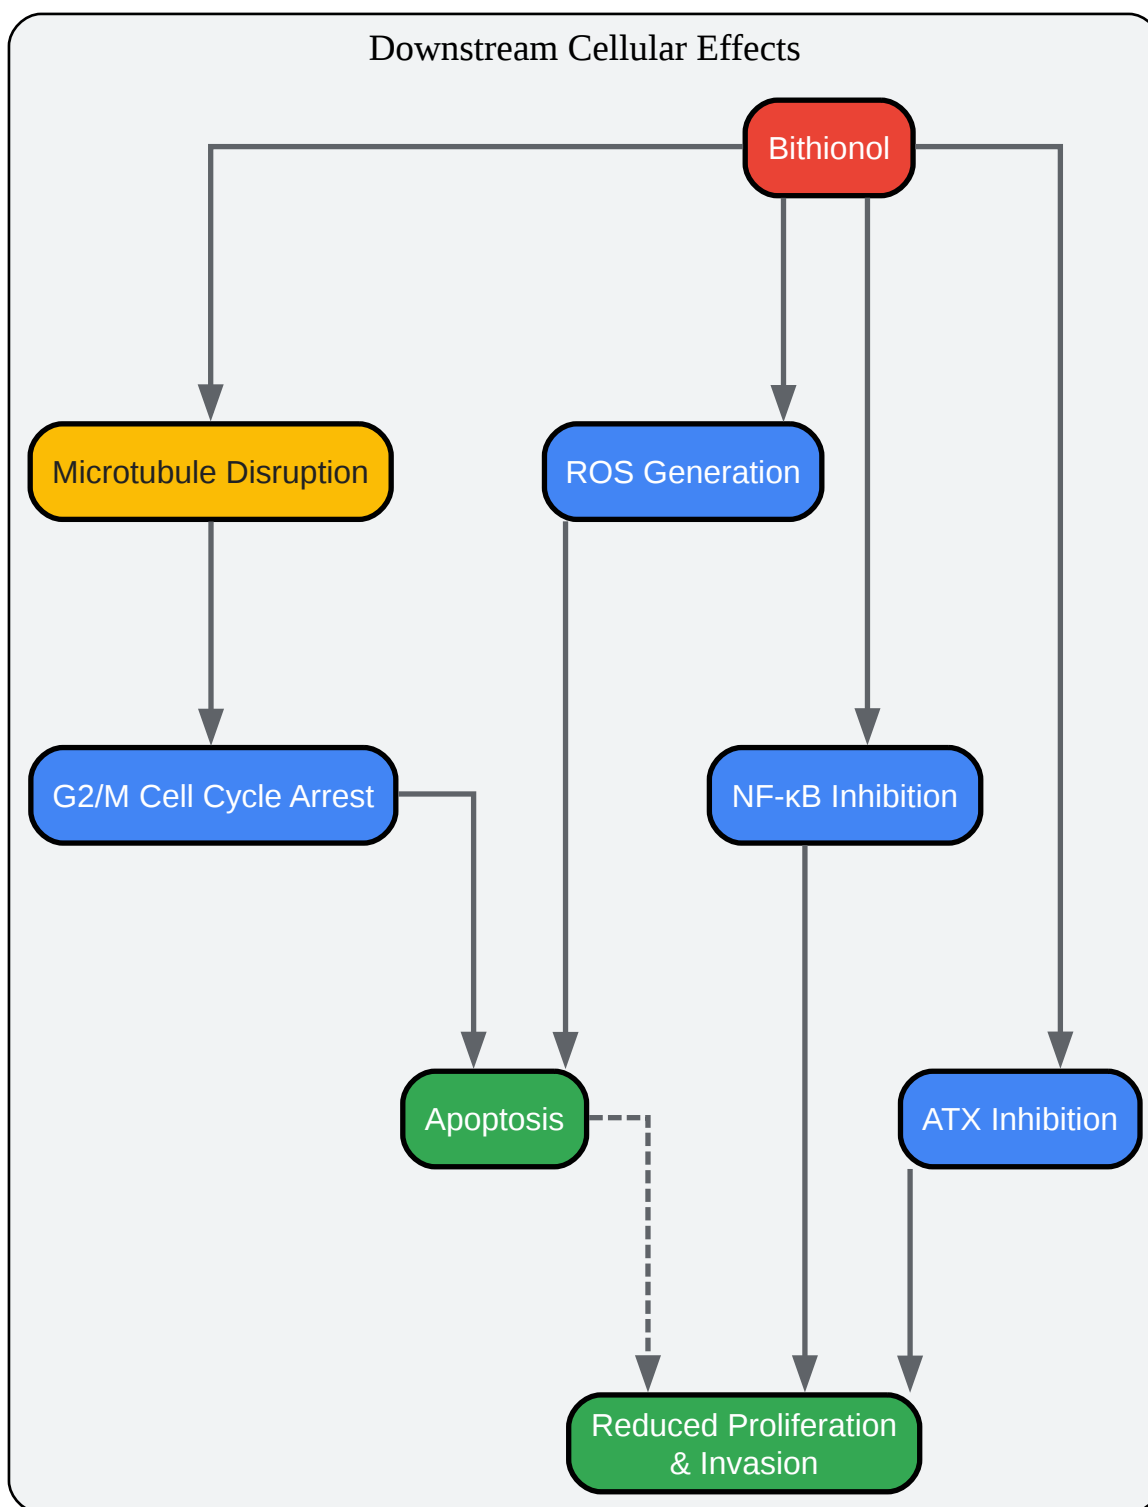 Downstream Cellular Effects
Bithionol
Microtubule Disruption
ROS Generation
G2/M Cell Cycle Arrest
NF-κB Inhibition
Apoptosis
ATX Inhibition
Reduced Proliferation
& Invasion